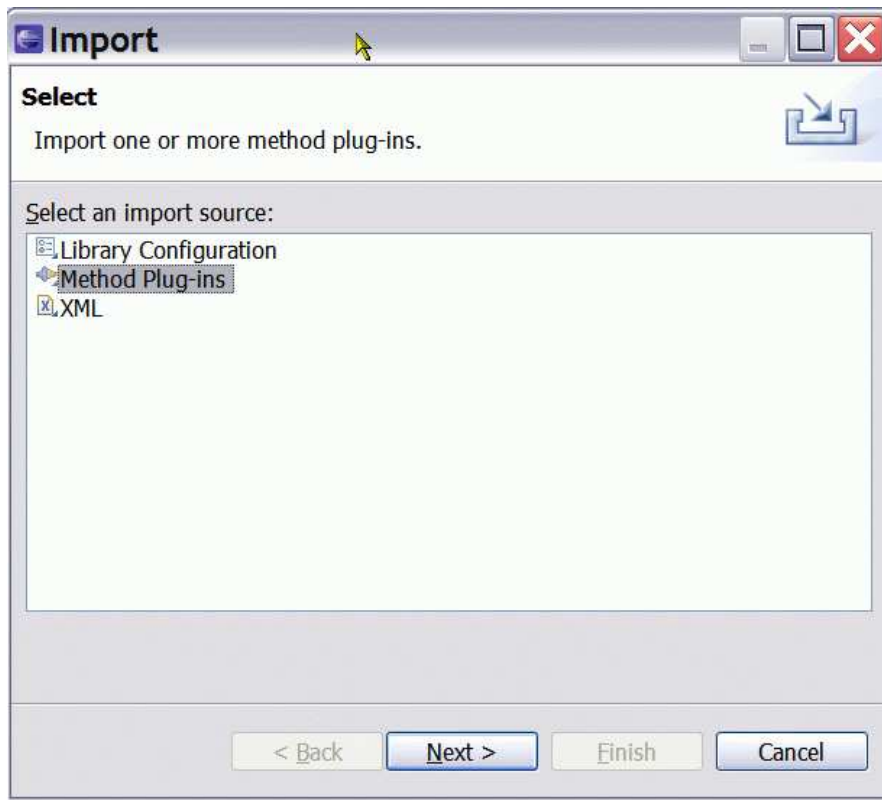 Import
Select
Import one or more method plug-ins.
Select an import source:
Library Configuration
Method Plug-ins
XML
< Back
Next >
Finish
Cancel